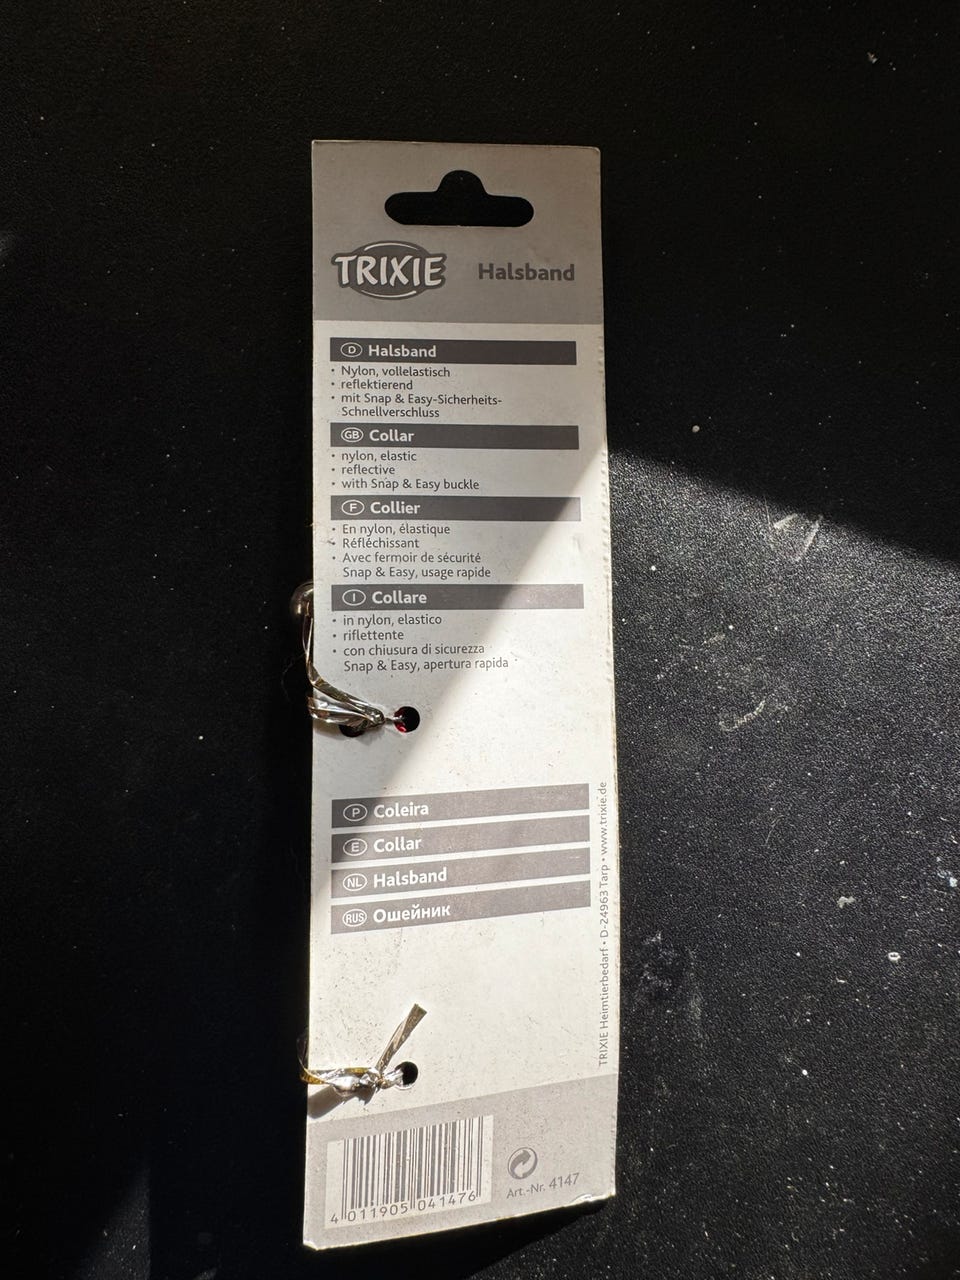 TRIXIE Halsband
D Halsband
• Nylon, vollelastisch
• reflektierend
• mit Snap & Easy-Sicherheits-
Schnellverschluss
GB Collar
• nylon, elastic
• reflective
• with Snap & Easy buckle
F Collier
• En nylon, élastique
• Réfléchissant
• Avec fermoir de sécurité
Snap & Easy, usage rapide
I Collare
• in nylon, elastico
• riflettente
• con chiusura di sicurezza
Snap & Easy, apertura rapida
P Coleira
E Collar
NL Halsband
RUS Ошейник
TRIXIE Heimtierbedarf • D-24963 Tarp • www.trixie.de
4 011905 041476
Art.-Nr. 4147